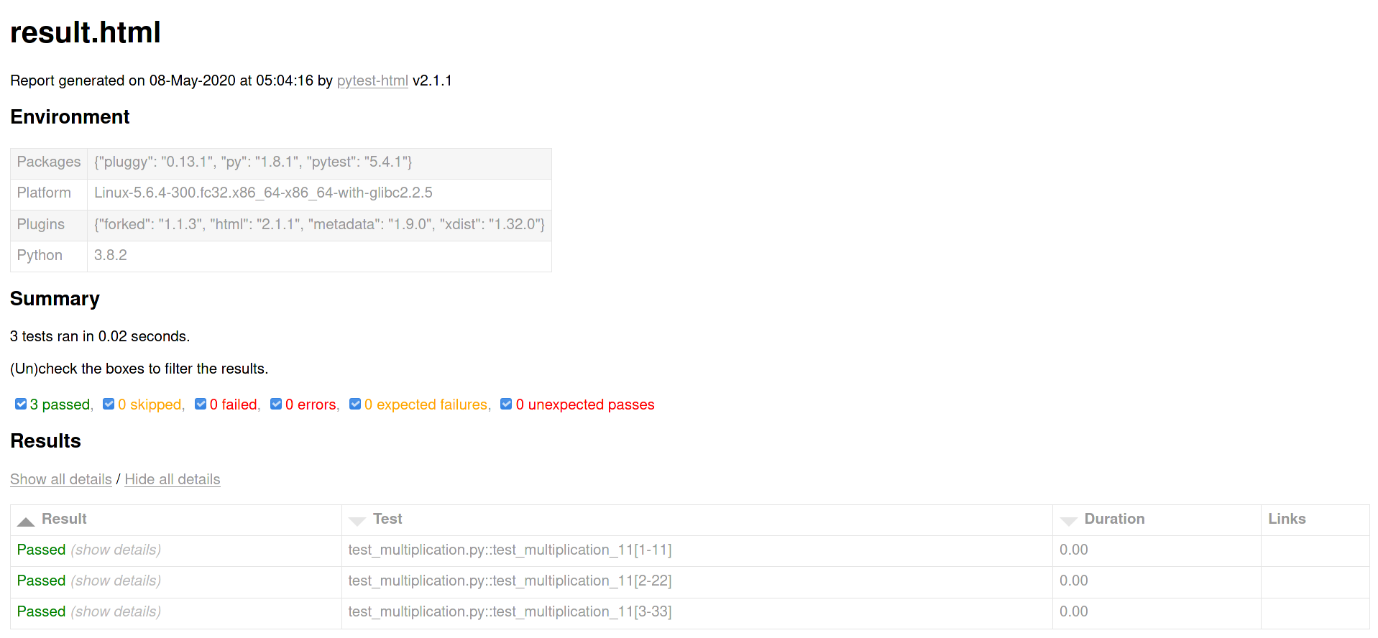 result.html
Report generated on 08-May-2020 at 05:04:16 by pytest-html v2.1.1
Environment
Packages {"pluggy": "0.13.1", "py": "1.8.1", "pytest": "5.4.1"}
Platform Linux-5.6.4-300.fc32.x86_64-x86_64-with-glibc2.2.5
Plugins {"forked": "1.1.3", "html": "2.1.1", "metadata": "1.9.0", "xdist": "1.32.0"}
Python 3.8.2
Summary
3 tests ran in 0.02 seconds.
(Un)check the boxes to filter the results.
3 passed, 0 skipped, 0 failed, 0 errors, 0 expected failures, 0 unexpected passes
Results
Show all details / Hide all details
Result Test Duration Links
Passed (show details) test_multiplication.py::test_multiplication_11[1-11] 0.00
Passed (show details) test_multiplication.py::test_multiplication_11[2-22] 0.00
Passed (show details) test_multiplication.py::test_multiplication_11[3-33] 0.00